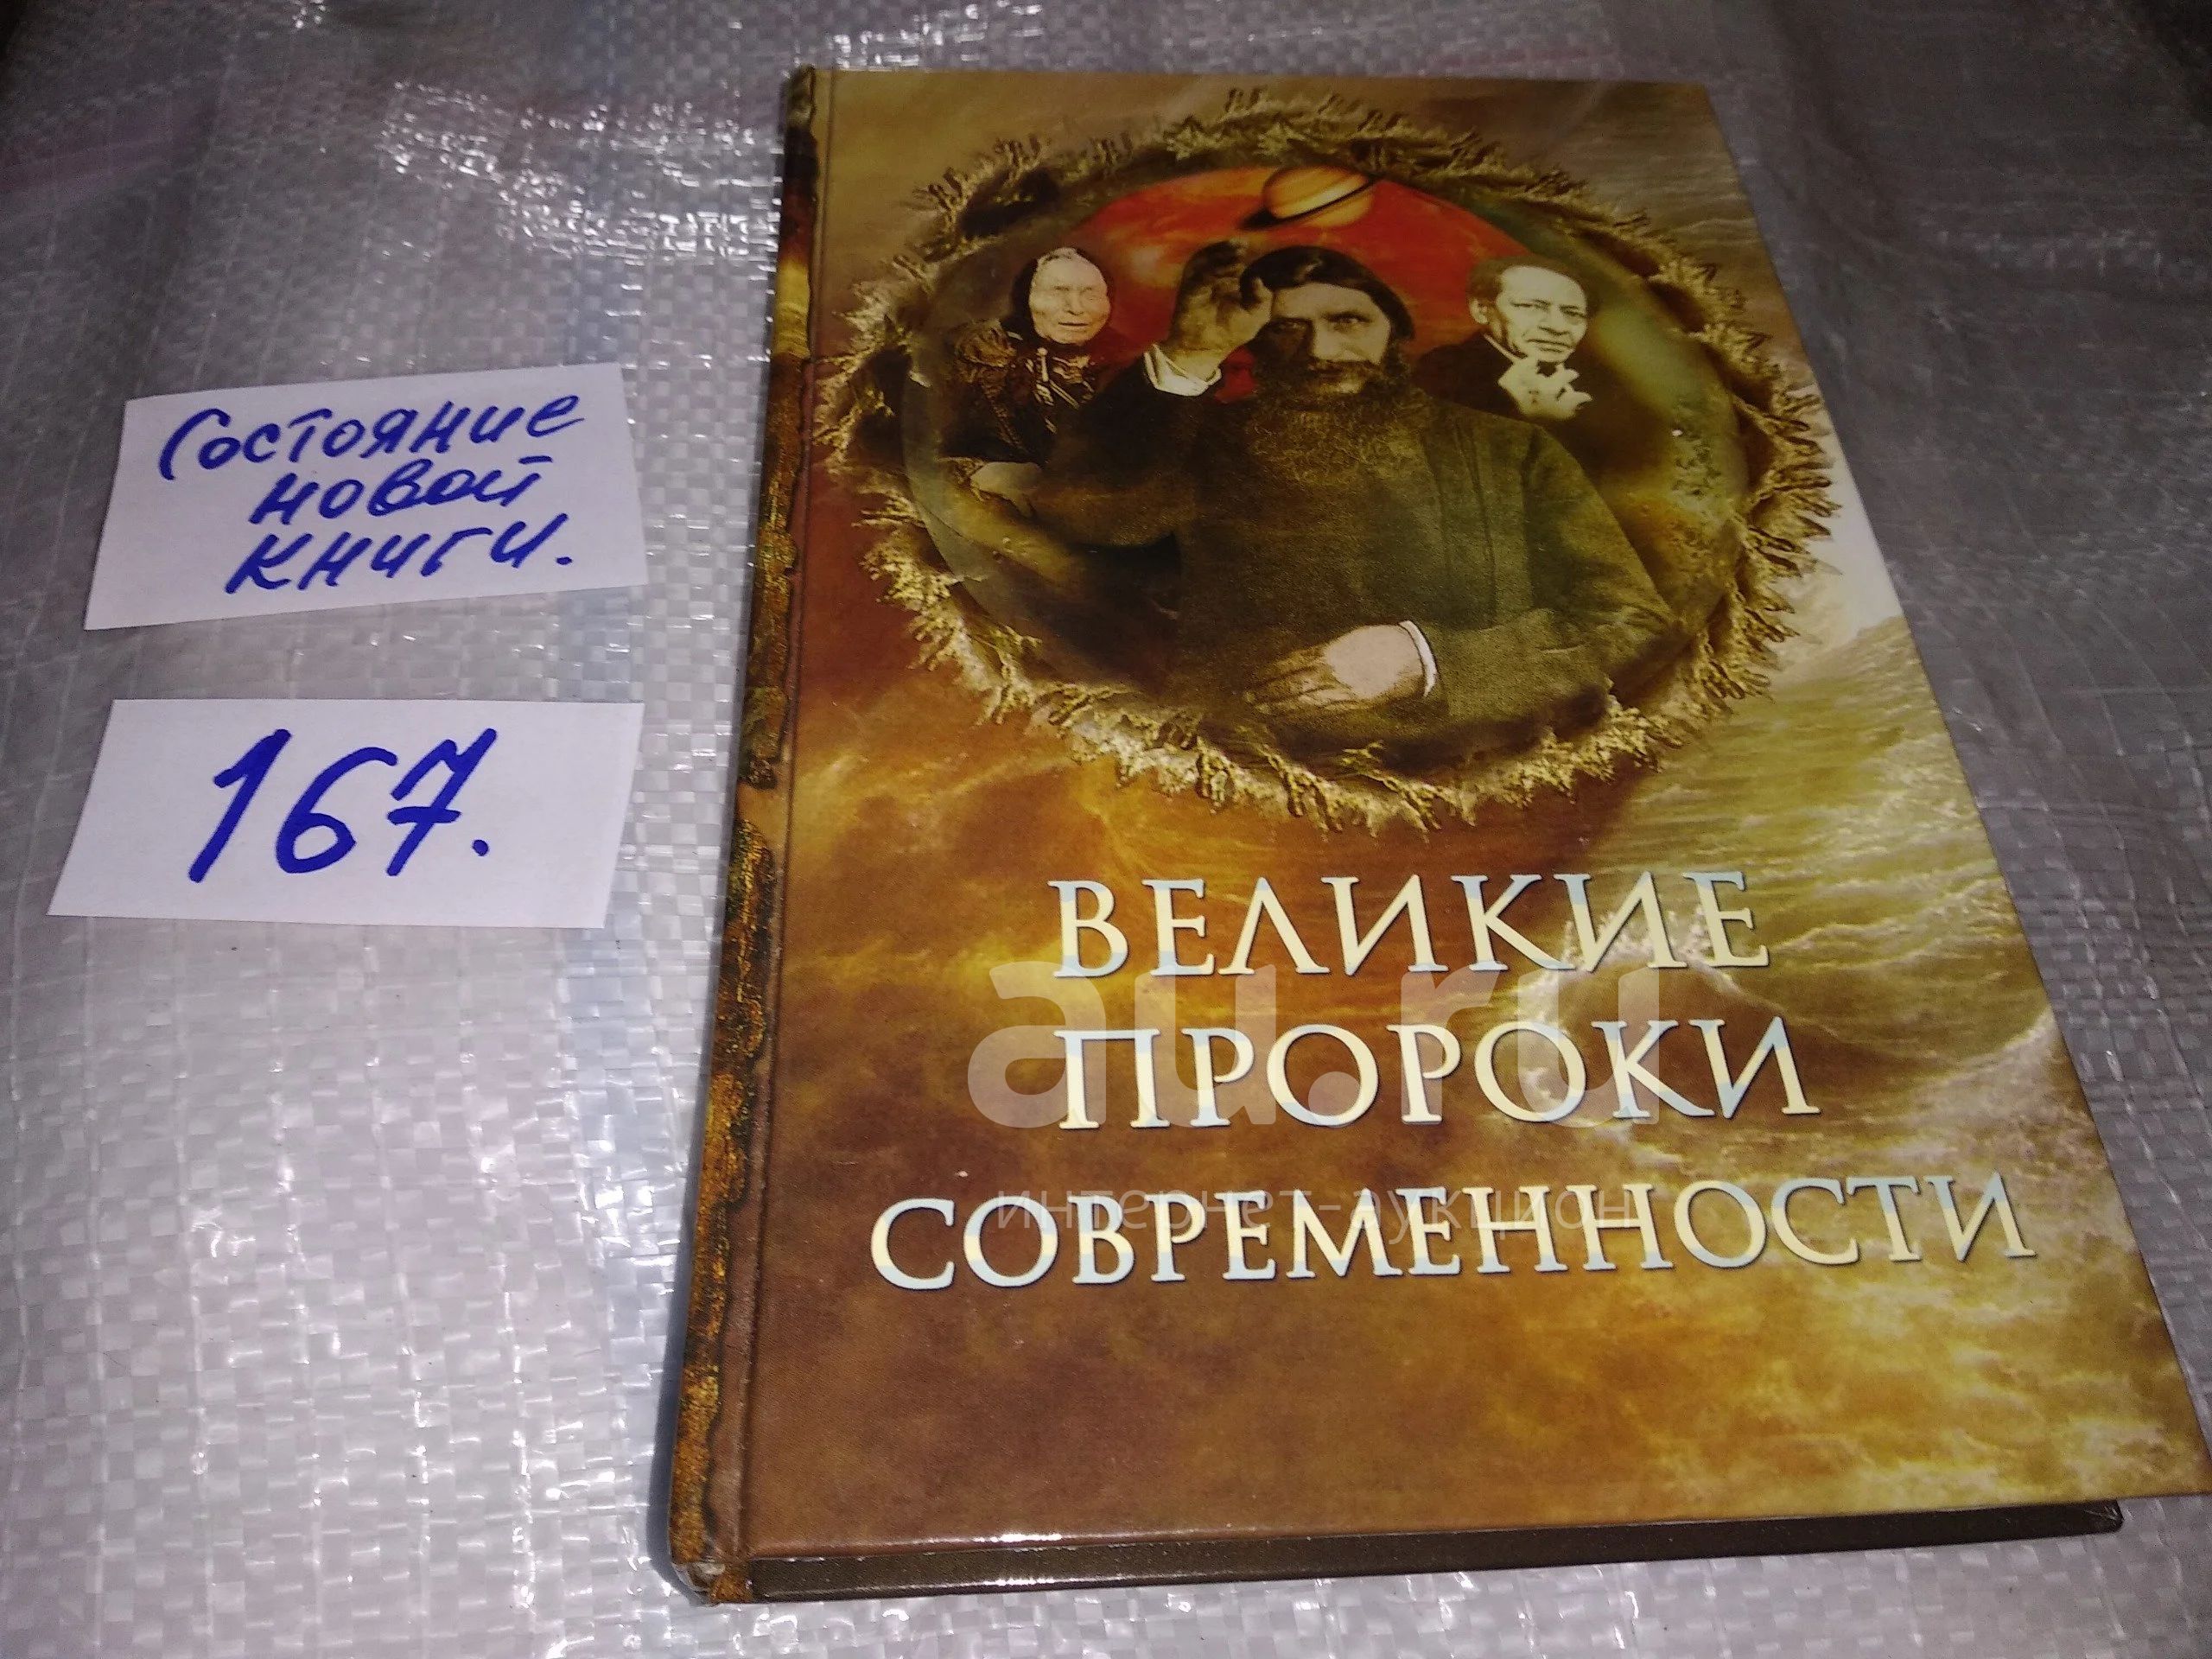 Состояние
новой
книги.
167.
ВЕЛИКИЕ
ПРОРОКИ
СОВРЕМЕННОСТИ
au.ru
интернет-аукцион